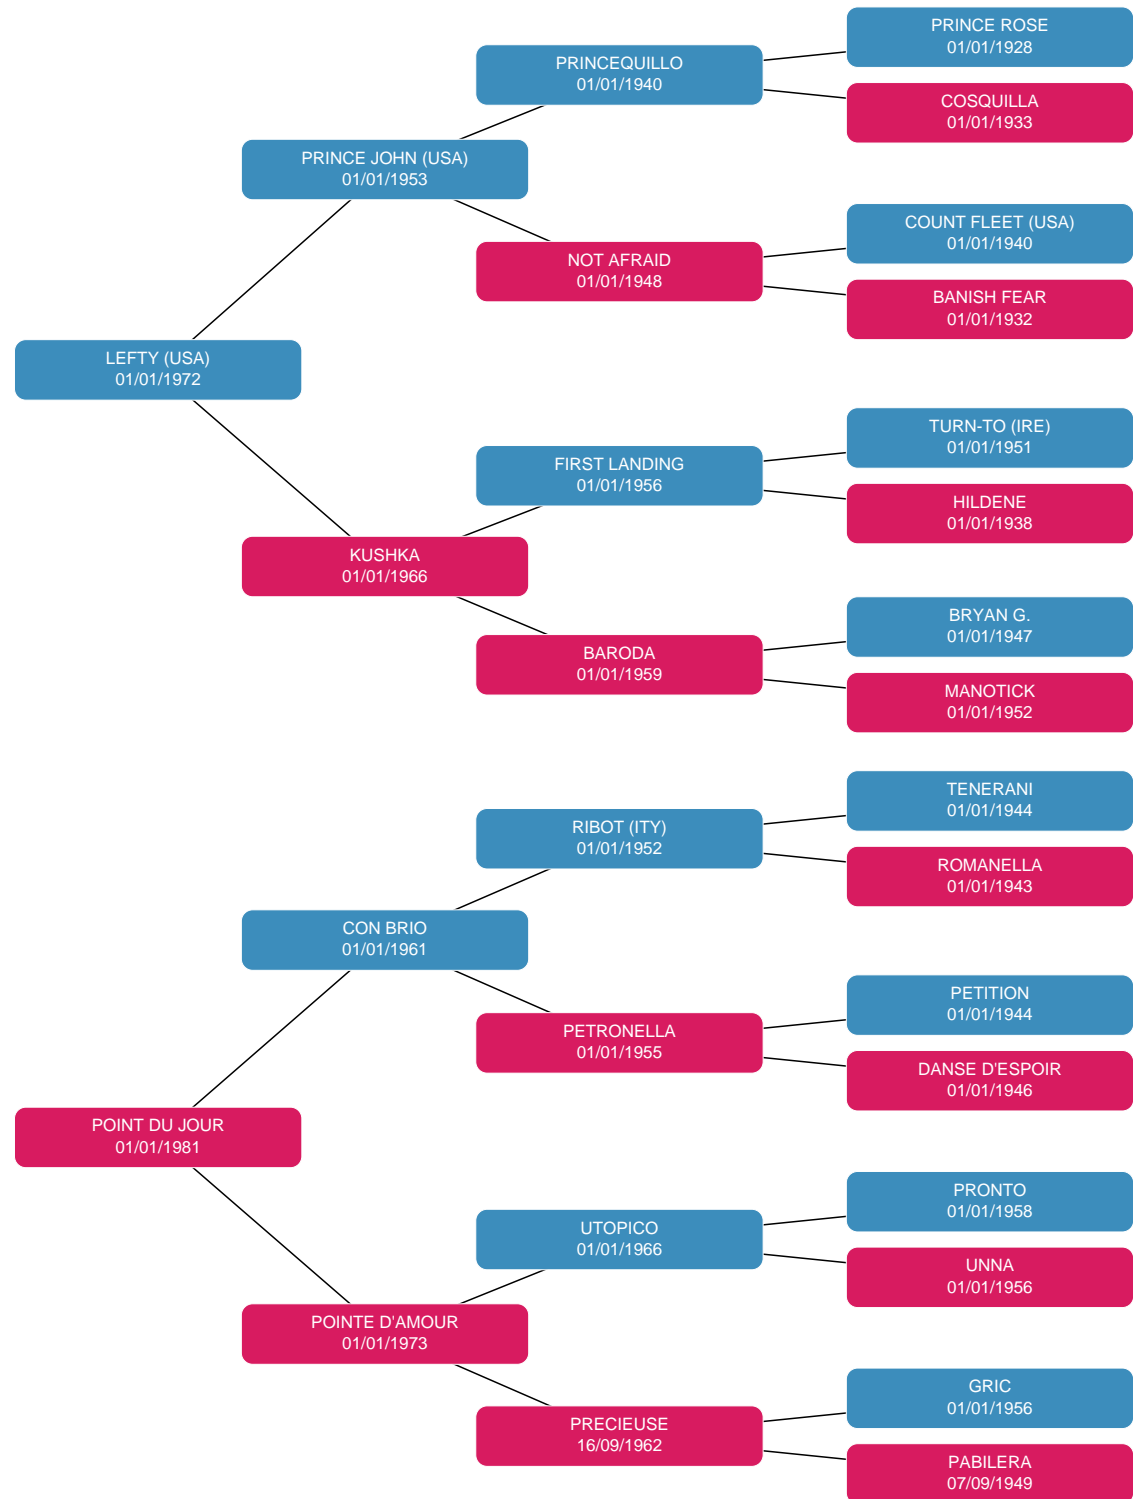 PRINCE ROSE
01/01/1928
PRINCEQUILLO
01/01/1940
COSQUILLA
01/01/1933
PRINCE JOHN (USA)
01/01/1953
COUNT FLEET (USA)
01/01/1940
NOT AFRAID
01/01/1948
BANISH FEAR
01/01/1932
LEFTY (USA)
01/01/1972
TURN-TO (IRE)
01/01/1951
FIRST LANDING
01/01/1956
HILDENE
01/01/1938
KUSHKA
01/01/1966
BRYAN G.
01/01/1947
BARODA
01/01/1959
MANOTICK
01/01/1952
TENERANI
01/01/1944
RIBOT (ITY)
01/01/1952
ROMANELLA
01/01/1943
CON BRIO
01/01/1961
PETITION
01/01/1944
PETRONELLA
01/01/1955
DANSE D'ESPOIR
01/01/1946
POINT DU JOUR
01/01/1981
PRONTO
01/01/1958
UTOPICO
01/01/1966
UNNA
01/01/1956
POINTE D'AMOUR
01/01/1973
GRIC
01/01/1956
PRECIEUSE
16/09/1962
PABILERA
07/09/1949